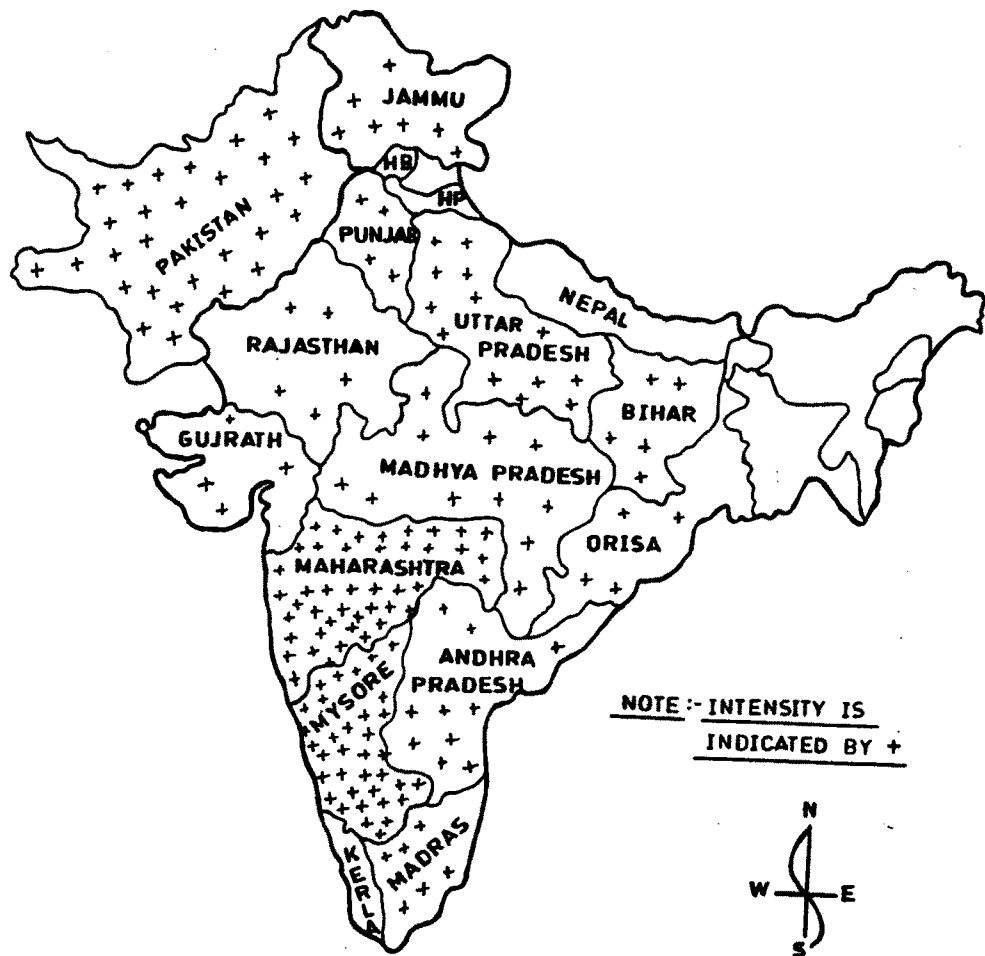 JAMMU
HB
HP
PUNJAB
PAKISTAN
NEPAL
UTTAR
PRADESH
RAJASTHAN
BIHAR
GUJRATH
MADHYA PRADESH
ORISA
MAHARASHTRA
ANDHRA
PRADESH
MYSORE
NOTE :- INTENSITY IS
INDICATED BY +
MADRAS
KERLA
N
W E
S